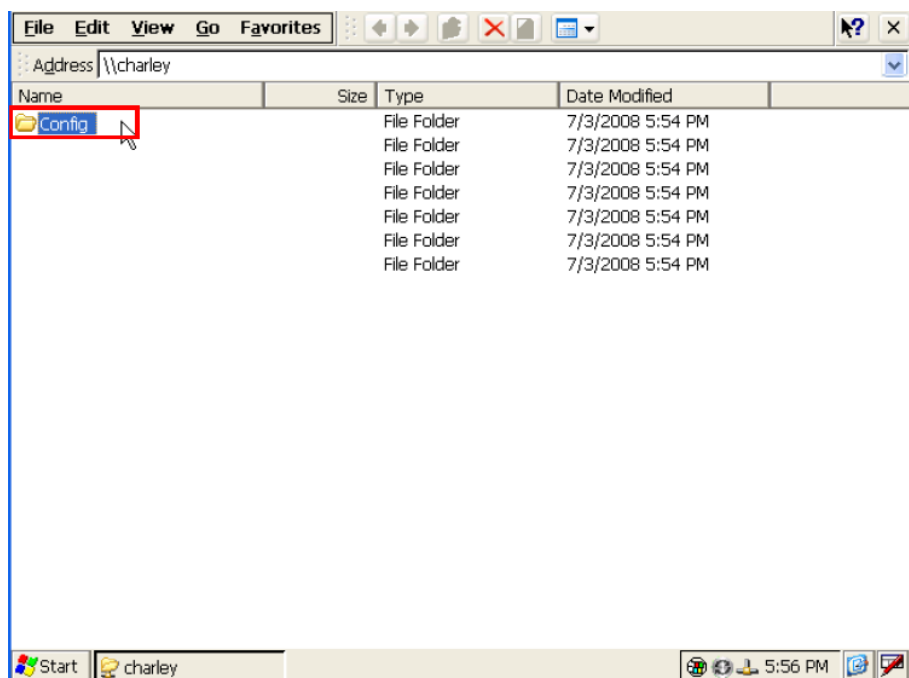 File Edit View Go Favorites
Address \\charley
Name Size Type Date Modified
Config File Folder 7/3/2008 5:54 PM
File Folder 7/3/2008 5:54 PM
File Folder 7/3/2008 5:54 PM
File Folder 7/3/2008 5:54 PM
File Folder 7/3/2008 5:54 PM
File Folder 7/3/2008 5:54 PM
File Folder 7/3/2008 5:54 PM
Start charley 5:56 PM